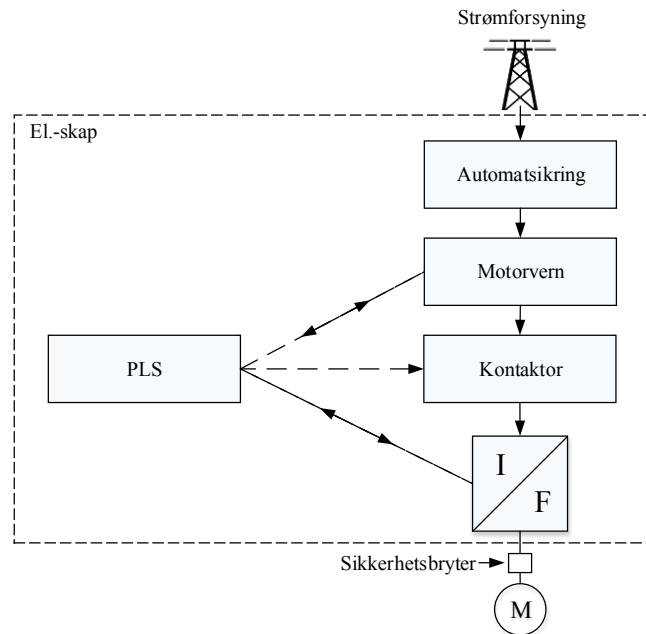 Strømforsyning
El.-skap
Automatsikring
Motorvern
PLS
Kontaktor
I
F
Sikkerhetsbryter
M